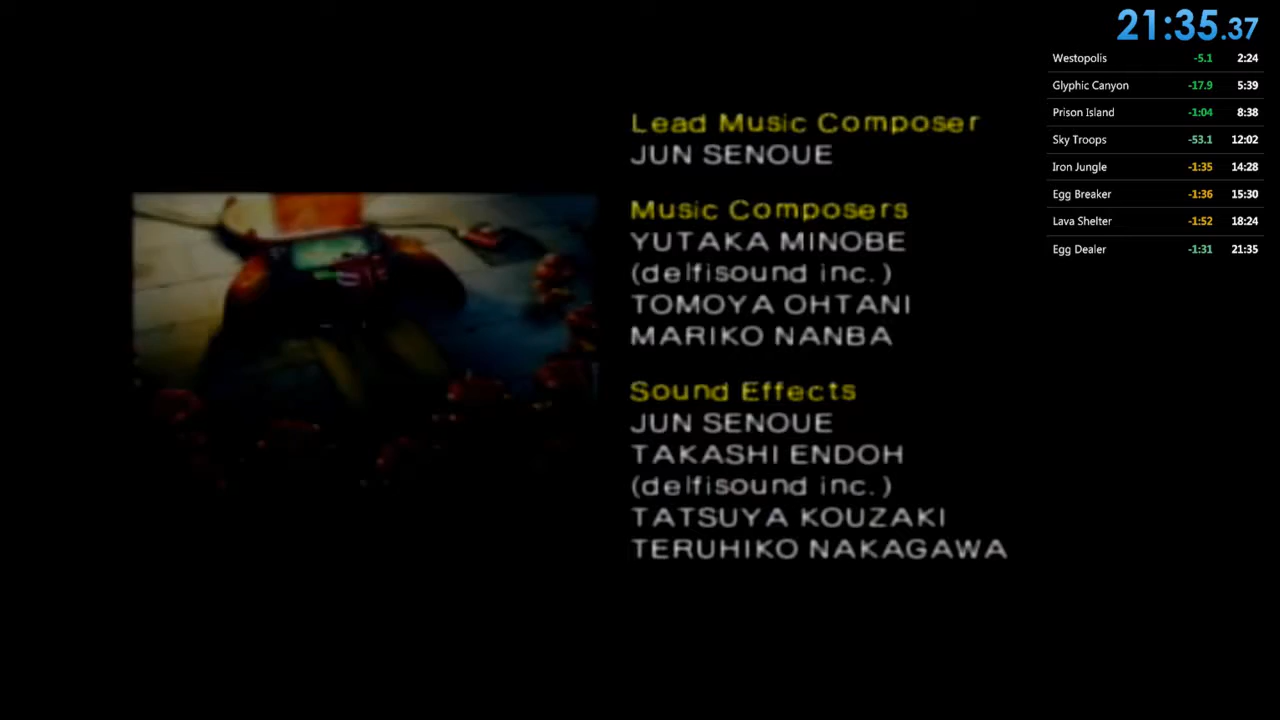 21:35.37
Westopolis -5.1 2:24
Glyphic Canyon -17.9 5:39
Prison Island -1:04 8:38
Sky Troops -53.1 12:02
Iron Jungle -1:35 14:28
Egg Breaker -1:36 15:30
Lava Shelter -1:52 18:24
Egg Dealer -1:31 21:35
Lead Music Composer
JUN SENOUE
Music Composers
YUTAKA MINOBE
(delfisound inc.)
TOMOYA OHTANI
MARIKO NANBA
Sound Effects
JUN SENOUE
TAKASHI ENDOH
(delfisound inc.)
TATSUYA KOUZAKI
TERUHIKO NAKAGAWA